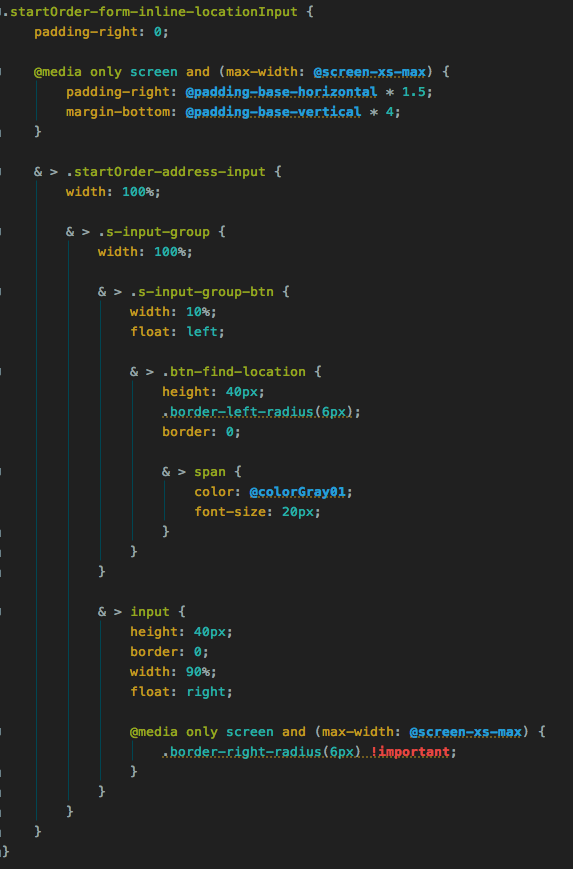 .startOrder-form-inline-locationInput {
    padding-right: 0;

    @media only screen and (max-width: @screen-xs-max) {
        padding-right: @padding-base-horizontal * 1.5;
        margin-bottom: @padding-base-vertical * 4;
    }

    & > .startOrder-address-input {
        width: 100%;

        & > .s-input-group {
            width: 100%;

            & > .s-input-group-btn {
                width: 10%;
                float: left;

                & > .btn-find-location {
                    height: 40px;
                    .border-left-radius(6px);
                    border: 0;

                    & > span {
                        color: @colorGray01;
                        font-size: 20px;
                    }
                }
            }

            & > input {
                height: 40px;
                border: 0;
                width: 90%;
                float: right;

                @media only screen and (max-width: @screen-xs-max) {
                    .border-right-radius(6px) !important;
                }
            }
        }
    }
}